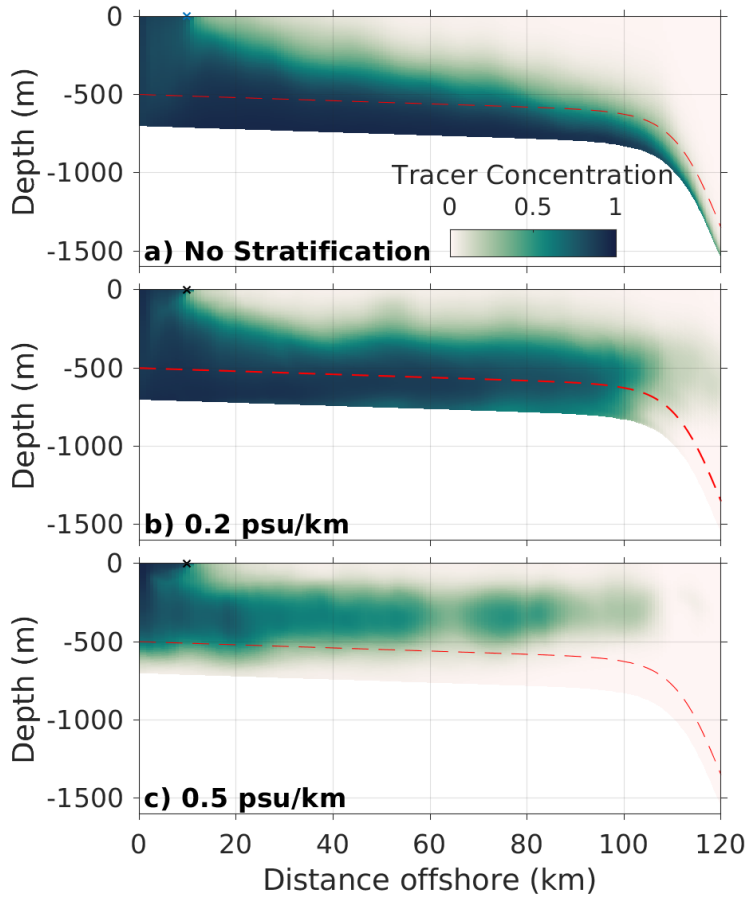 0
-500
-1000
-1500
Depth (m)
Tracer Concentration
0 0.5 1
a) No Stratification
0
-500
-1000
-1500
Depth (m)
b) 0.2 psu/km
0
-500
-1000
-1500
Depth (m)
c) 0.5 psu/km
0 20 40 60 80 100 120
Distance offshore (km)